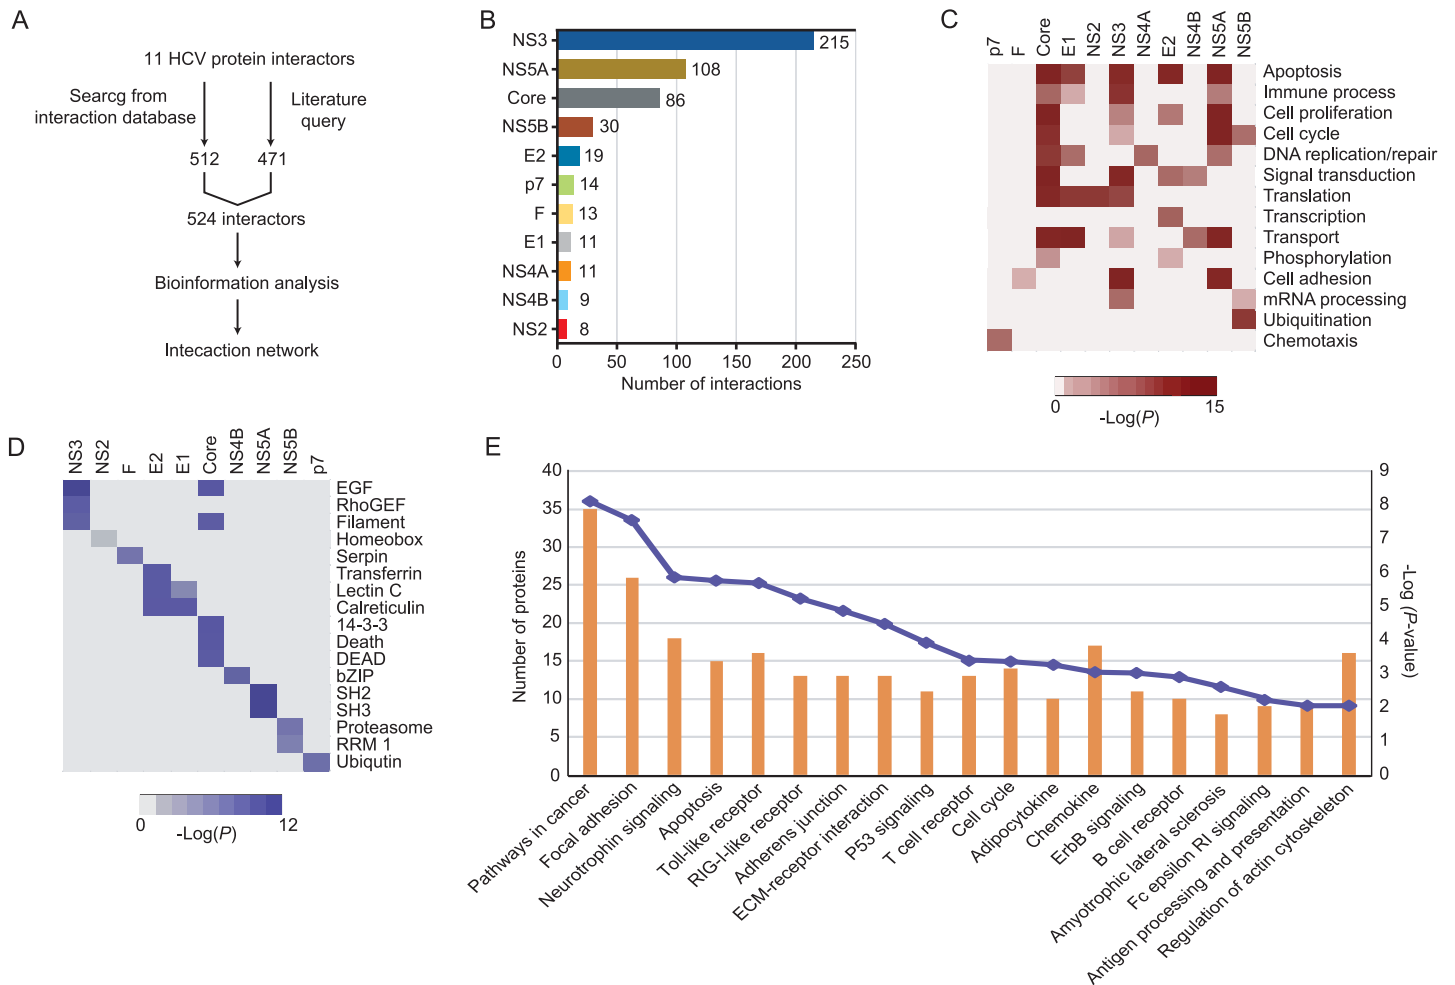 A
11 HCV protein interactors
Searcg from
interaction database
Literature
query
512
471
524 interactors
Bioinformation analysis
Intecaction network
B
NS3
215
NS5A
108
Core
86
NS5B
30
E2
19
p7
14
F
13
E1
11
NS4A
11
NS4B
9
NS2
8
0 50 100 150 200 250
Number of interactions
C
p7 F Core E1 NS2 NS3 NS4A E2 NS4B NS5A NS5B
Apoptosis
Immune process
Cell proliferation
Cell cycle
DNA replication/repair
Signal transduction
Translation
Transcription
Transport
Phosphorylation
Cell adhesion
mRNA processing
Ubiquitination
Chemotaxis
0 15
-Log(P)
D
NS3 NS2 F E2 E1 Core NS4B NS5A NS5B p7
EGF
RhoGEF
Filament
Homeobox
Serpin
Transferrin
Lectin C
Calreticulin
14-3-3
Death
DEAD
bZIP
SH2
SH3
Proteasome
RRM 1
Ubiqutin
0 12
-Log(P)
E
40
35
30
25
20
15
10
5
0
Number of proteins
9
8
7
6
5
4
3
2
1
0
-Log (P-value)
Pathways in cancer
Focal adhesion
Neurotrophin signaling
Apoptosis
Toll-like receptor
RIG-I-like receptor
Adherens junction
ECM-receptor interaction
P53 signaling
T cell receptor
Cell cycle
Adipocytokine
Chemokine
ErbB signaling
B cell receptor
Amyotrophic lateral sclerosis
Fc epsilon RI signaling
Antigen processing and presentation
Regulation of actin cytoskeleton